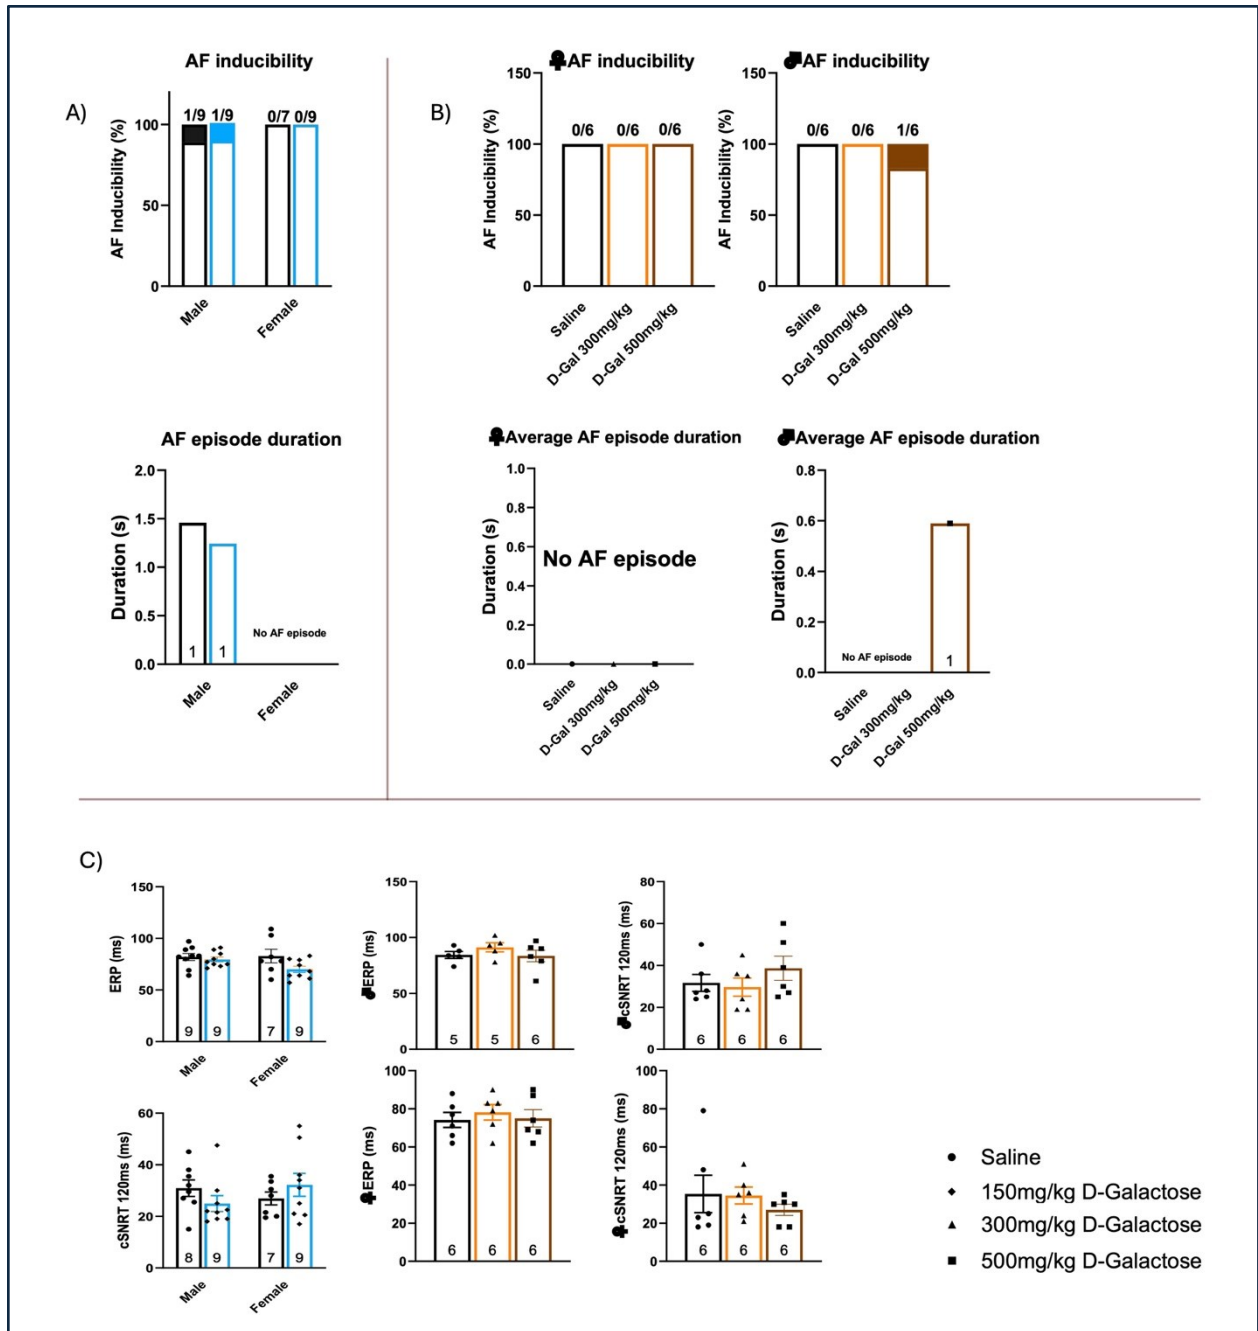 A)
AF inducibility
AF Inducibility (%)
150
100
50
0
1/9 1/9 0/7 0/9
Male
Female
AF episode duration
Duration (s)
2.0
1.5
1.0
0.5
0.0
1 1
No AF episode
Male
Female
B)
♀AF inducibility
AF Inducibility (%)
150
100
50
0
0/6 0/6 0/6
Saline
D-Gal 300mg/kg
D-Gal 500mg/kg
♂AF inducibility
AF Inducibility (%)
150
100
50
0
0/6 0/6 1/6
Saline
D-Gal 300mg/kg
D-Gal 500mg/kg
♀Average AF episode duration
Duration (s)
1.0
0.8
0.6
0.4
0.2
0.0
No AF episode
Saline
D-Gal 300mg/kg
D-Gal 500mg/kg
♂Average AF episode duration
Duration (s)
0.8
0.6
0.4
0.2
0.0
No AF episode
1
Saline
D-Gal 300mg/kg
D-Gal 500mg/kg
C)
ERP (ms)
150
100
50
0
9 9 7 9
Male
Female
♂ERP (ms)
150
100
50
0
5 5 6
♂cSNRT 120ms (ms)
80
60
40
20
0
6 6 6
cSNRT 120ms (ms)
60
40
20
0
8 9 7 9
Male
Female
♀ERP (ms)
100
80
60
40
20
0
6 6 6
♀cSNRT 120ms (ms)
100
80
60
40
20
0
6 6 6
Saline
150mg/kg D-Galactose
300mg/kg D-Galactose
500mg/kg D-Galactose